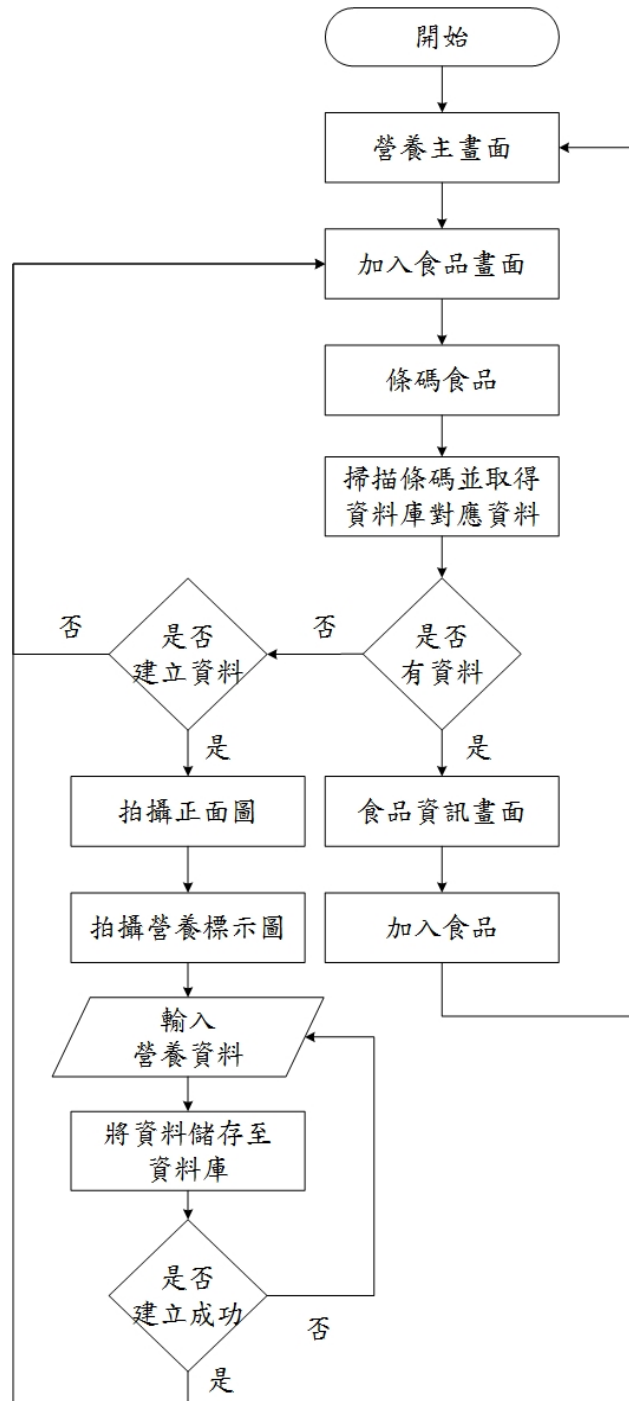 開始
營養主畫面
加入食品畫面
條碼食品
掃描條碼並取得
資料庫對應資料
否
是否
建立資料
否
是否
有資料
是
是
拍攝正面圖
食品資訊畫面
拍攝營養標示圖
加入食品
輸入
營養資料
將資料儲存至
資料庫
是否
建立成功
否
是